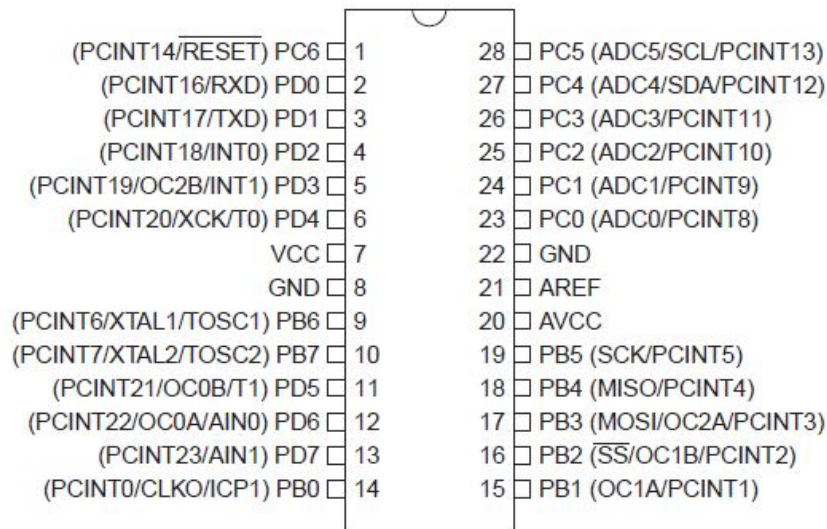 (PCINT14/RESET) PC6 1 28 PC5 (ADC5/SCL/PCINT13)
(PCINT16/RXD) PD0 2 27 PC4 (ADC4/SDA/PCINT12)
(PCINT17/TXD) PD1 3 26 PC3 (ADC3/PCINT11)
(PCINT18/INT0) PD2 4 25 PC2 (ADC2/PCINT10)
(PCINT19/OC2B/INT1) PD3 5 24 PC1 (ADC1/PCINT9)
(PCINT20/XCK/T0) PD4 6 23 PC0 (ADC0/PCINT8)
VCC 7 22 GND
GND 8 21 AREF
(PCINT6/XTAL1/TOSC1) PB6 9 20 AVCC
(PCINT7/XTAL2/TOSC2) PB7 10 19 PB5 (SCK/PCINT5)
(PCINT21/OC0B/T1) PD5 11 18 PB4 (MISO/PCINT4)
(PCINT22/OC0A/AIN0) PD6 12 17 PB3 (MOSI/OC2A/PCINT3)
(PCINT23/AIN1) PD7 13 16 PB2 (SS/OC1B/PCINT2)
(PCINT0/CLKO/ICP1) PB0 14 15 PB1 (OC1A/PCINT1)